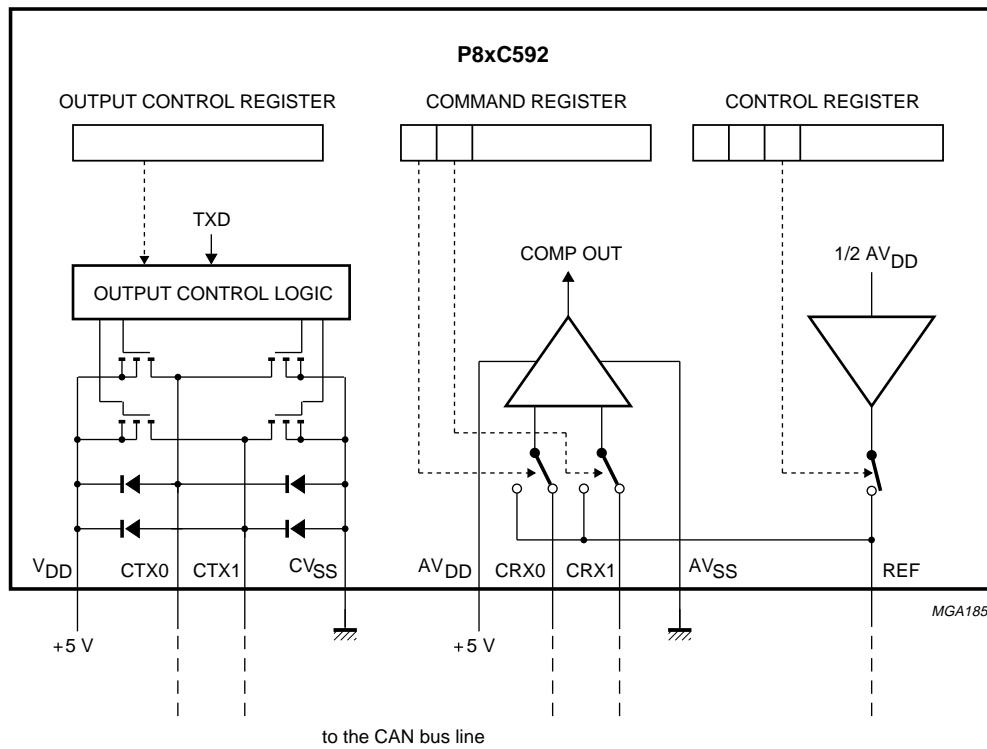 P8xC592
OUTPUT CONTROL REGISTER
COMMAND REGISTER
CONTROL REGISTER
TXD
COMP OUT
1/2 AVDD
OUTPUT CONTROL LOGIC
VDD
CTX0
CTX1
CVSS
AVDD
CRX0
CRX1
AVSS
REF
MGA185
+5 V
+5 V
to the CAN bus line